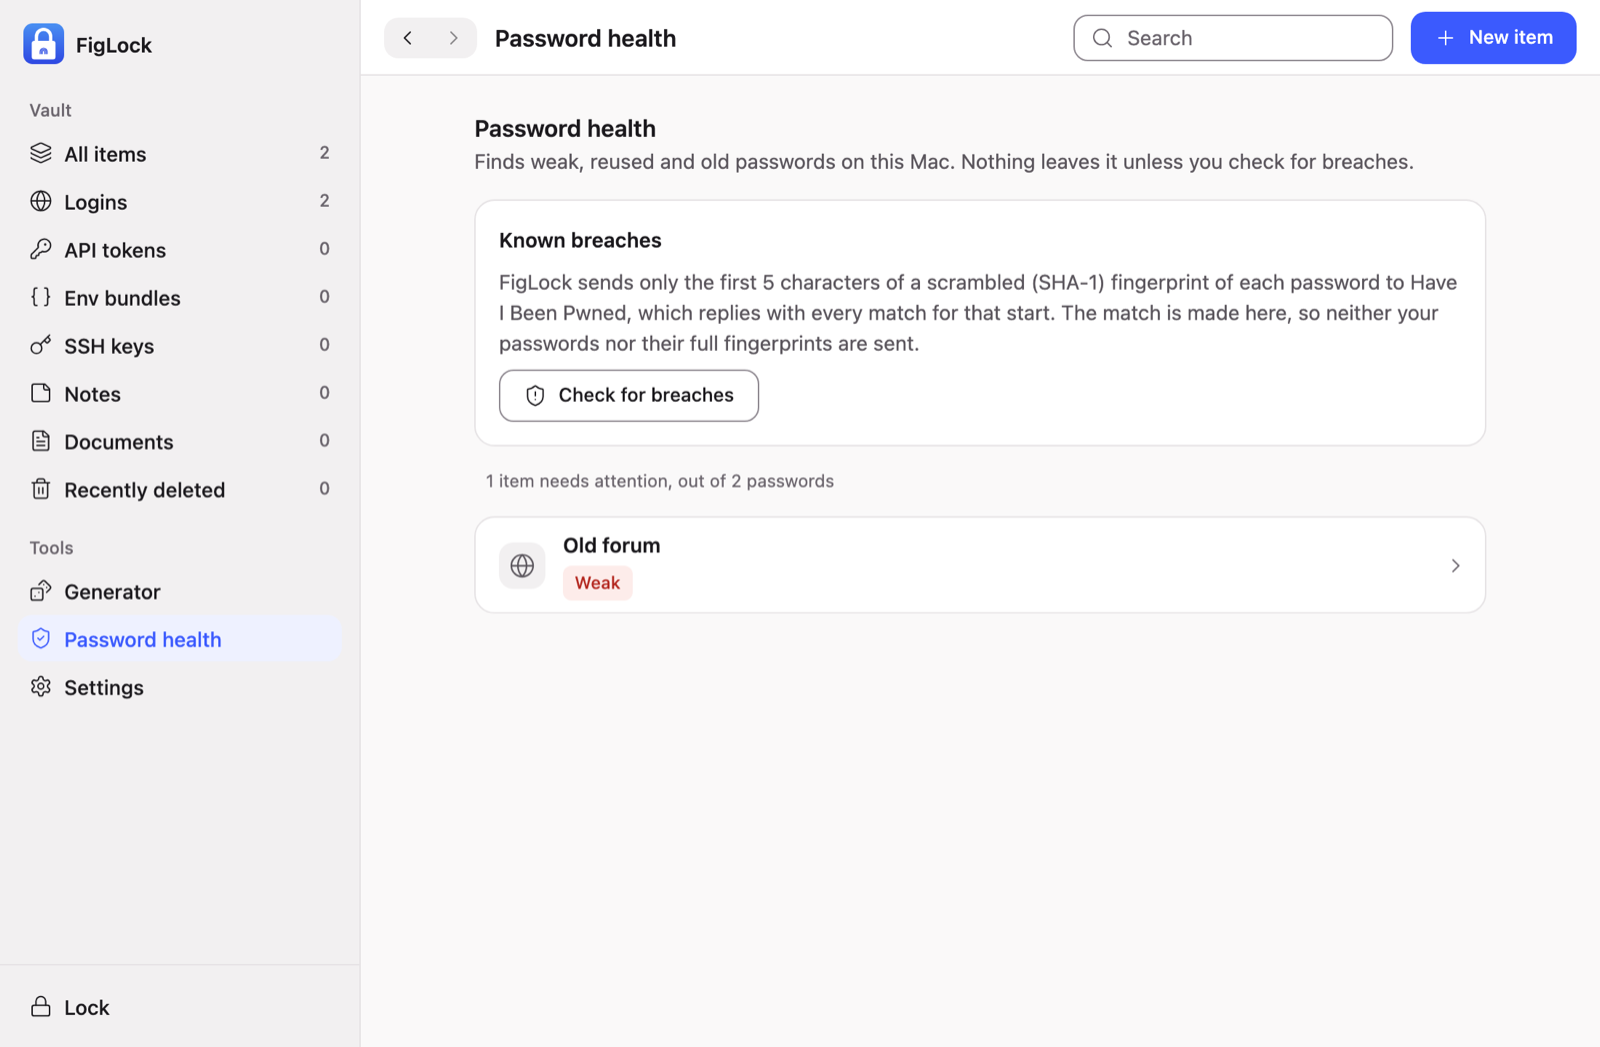 FigLock
Vault
All items 2
Logins 2
API tokens 0
Env bundles 0
SSH keys 0
Notes 0
Documents 0
Recently deleted 0
Tools
Generator
Password health
Settings
Lock
Password health
Search
New item
Password health
Finds weak, reused and old passwords on this Mac. Nothing leaves it unless you check for breaches.
Known breaches
FigLock sends only the first 5 characters of a scrambled (SHA-1) fingerprint of each password to Have
I Been Pwned, which replies with every match for that start. The match is made here, so neither your
passwords nor their full fingerprints are sent.
Check for breaches
1 item needs attention, out of 2 passwords
Old forum
Weak